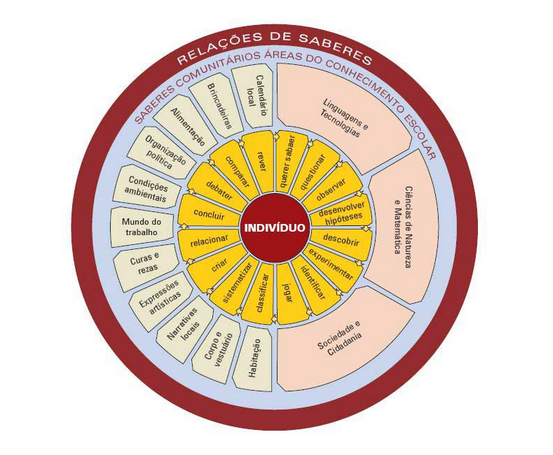 RELAÇÕES DE SABERES
SABERES COMUNITÁRIOS ÁREAS DO CONHECIMENTO ESCOLAR
Calendário
local
Brincadeiras
Alimentação
Organização
política
Condições
ambientais
Mundo do
trabalho
Curas e
rezas
Expressões
artísticas
Narrativas
locais
Corpo e
vestuário
Habitação
Linguagens e
Tecnologias
Ciências de Natureza
e Matemática
Sociedade e
Cidadania
querer sabaer
questionar
observar
desenvolver
hipóteses
descobrir
experimentar
identificar
jogar
classificar
sistematizar
criar
relacionar
concluir
debater
comparar
rever
INDIVÍDUO